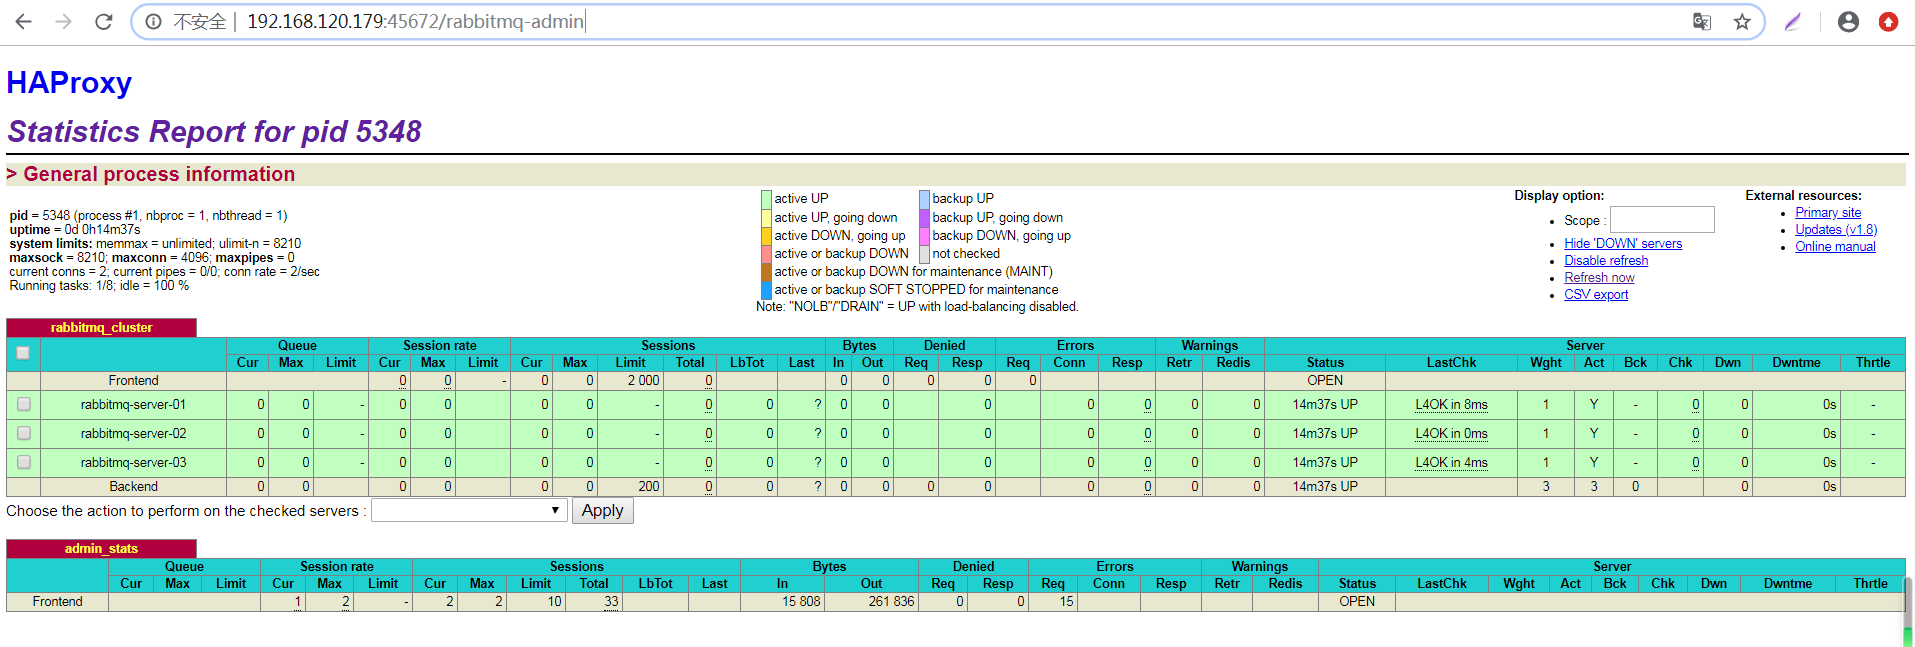 不安全 | 192.168.120.179:45672/rabbitmq-admin
HAProxy
Statistics Report for pid 5348
> General process information
pid = 5348 (process #1, nbproc = 1, nbthread = 1)
uptime = 0d 0h14m37s
system limits: memmax = unlimited; ulimit-n = 8210
maxsock = 8210; maxconn = 4096; maxpipes = 0
current conns = 2; current pipes = 0/0; conn rate = 2/sec
Running tasks: 1/8; idle = 100 %
active UP backup UP
active UP, going down backup UP, going down
active DOWN, going up backup DOWN, going up
active or backup DOWN not checked
active or backup DOWN for maintenance (MAINT)
active or backup SOFT STOPPED for maintenance
Note: "NOLB"/"DRAIN" = UP with load-balancing disabled.
Display option:
Scope :
Hide 'DOWN' servers
Disable refresh
Refresh now
CSV export
External resources:
Primary site
Updates (v1.8)
Online manual
rabbitmq_cluster
Queue Session rate Sessions Bytes Denied Errors Warnings Server
Cur Max Limit Cur Max Limit Cur Max Limit Total LbTot Last In Out Req Resp Req Conn Resp Retr Redis Status LastChk Wght Act Bck Chk Dwn Dwntme Thrtle
Frontend 0 0 - 0 0 2 000 0 0 0 0 0 0 OPEN
rabbitmq-server-01 0 0 - 0 0 0 0 - 0 0 ? 0 0 0 0 0 0 0 14m37s UP L4OK in 8ms 1 Y - 0 0 0s -
rabbitmq-server-02 0 0 - 0 0 0 0 - 0 0 ? 0 0 0 0 0 0 0 14m37s UP L4OK in 0ms 1 Y - 0 0 0s -
rabbitmq-server-03 0 0 - 0 0 0 0 - 0 0 ? 0 0 0 0 0 0 0 14m37s UP L4OK in 4ms 1 Y - 0 0 0s -
Backend 0 0 0 0 0 0 200 0 0 ? 0 0 0 0 0 0 0 0 14m37s UP 3 3 0 0 0s
Choose the action to perform on the checked servers : Apply
admin_stats
Queue Session rate Sessions Bytes Denied Errors Warnings Server
Cur Max Limit Cur Max Limit Cur Max Limit Total LbTot Last In Out Req Resp Req Conn Resp Retr Redis Status LastChk Wght Act Bck Chk Dwn Dwntme Thrtle
Frontend 1 2 - 2 2 10 33 15 808 261 836 0 0 15 OPEN